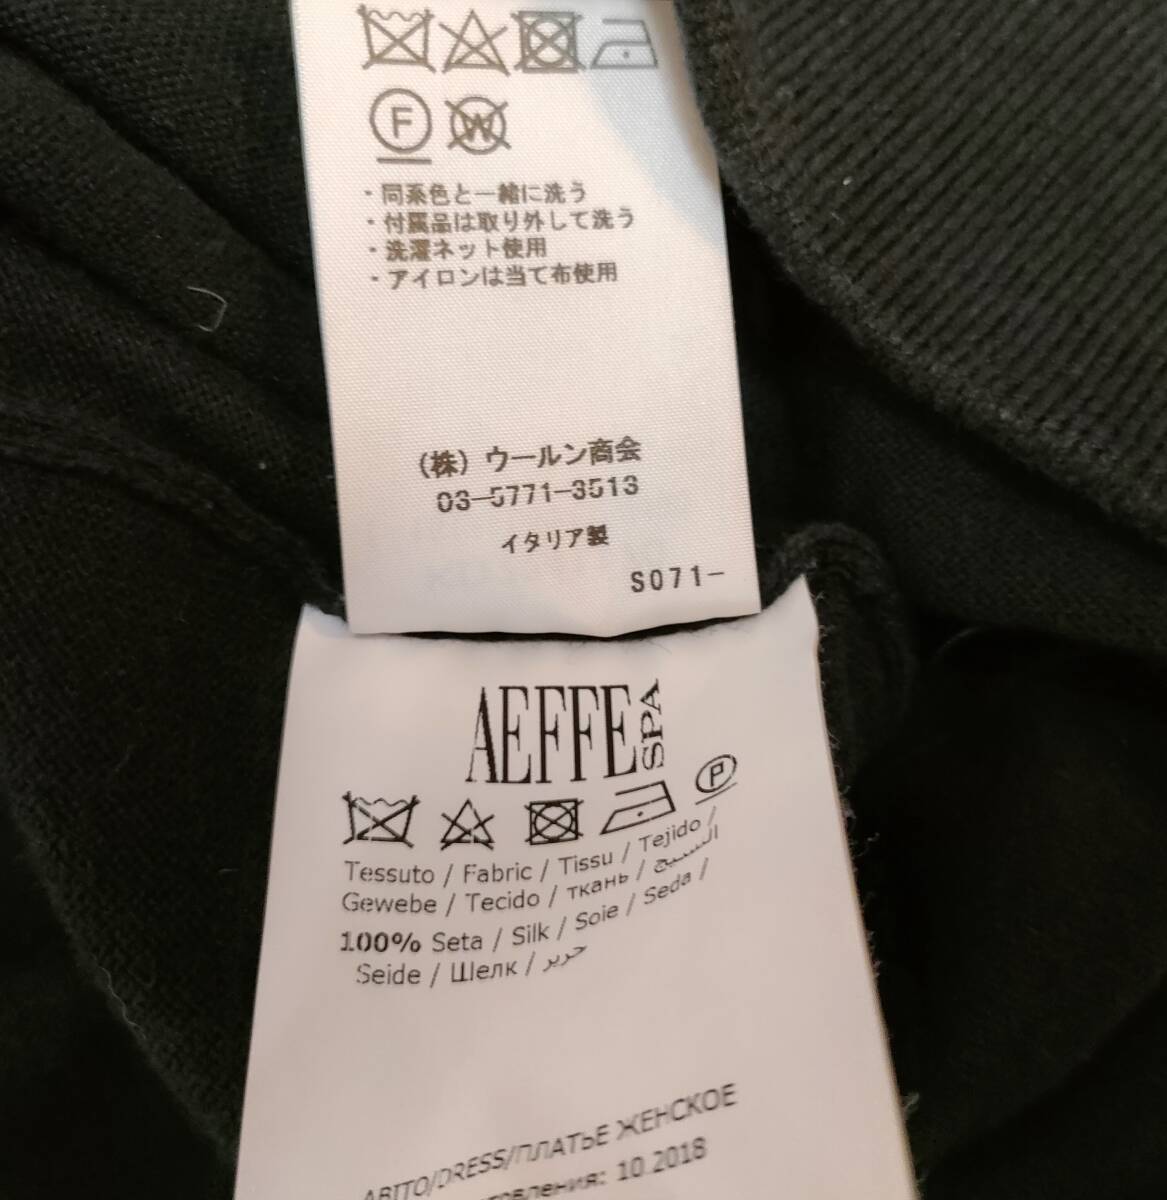 F W
・同系色と一緒に洗う
・付属品は取り外して洗う
・洗濯ネット使用
・アイロンは当て布使用
（株）ウールン商会
03-5771-3513
イタリア製
S071-
AEFFE SPA
P
Tessuto / Fabric / Tissu / Tejido /
Gewebe / Tecido / ткань / النسيج
100% Seta / Silk / Soie / Seda /
Seide / Шелк / حرير
ABITO/DRESS/ПЛАТЬЕ ЖЕНСКОЕ
10.2018